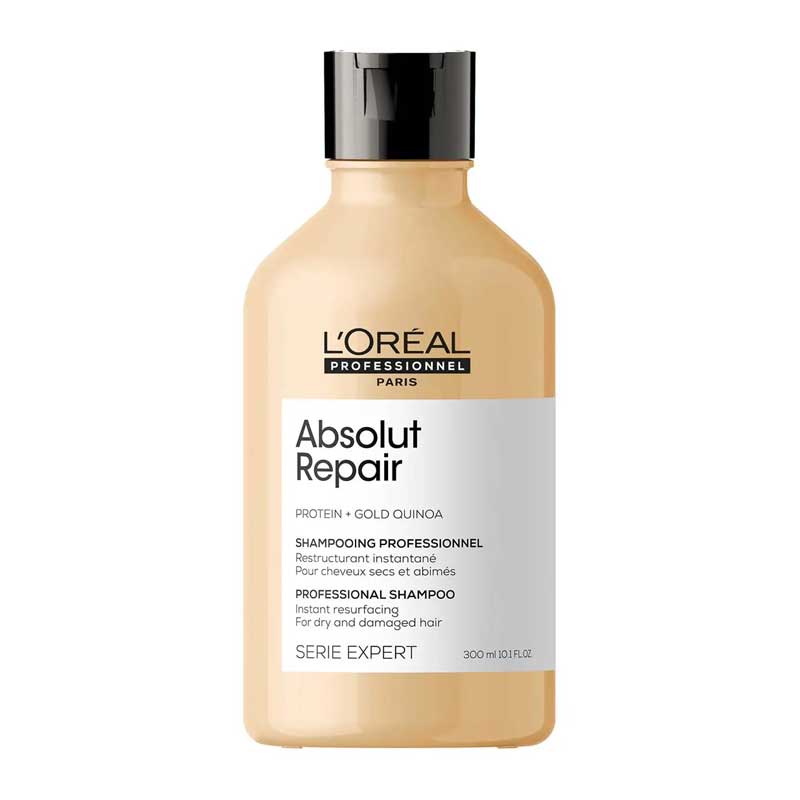 L'ORÉAL
PROFESSIONNEL
PARIS
Absolut
Repair
PROTEIN + GOLD QUINOA
SHAMPOOING PROFESSIONNEL
Restructurant instantané
Pour cheveux secs et abimés
PROFESSIONAL SHAMPOO
Instant resurfacing
For dry and damaged hair
SERIE EXPERT
300 ml 10.1 FL.OZ.